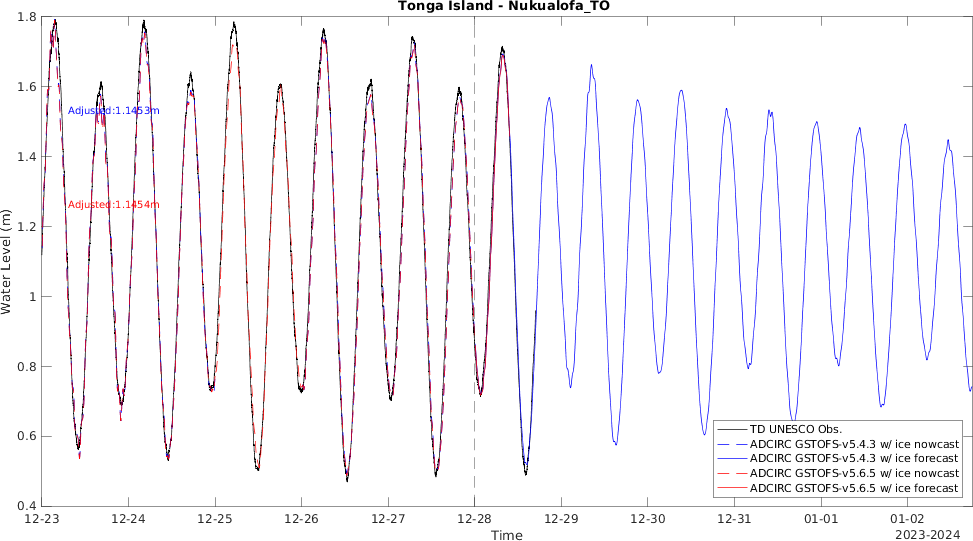 Tonga Island - Nukualofa_TO
1.8
1.6
1.4
1.2
1
0.8
0.6
0.4
Water Level (m)
Adjusted:1.1453m
Adjusted:1.1454m
TD UNESCO Obs.
ADCIRC GSTOFS-v5.4.3 w/ ice nowcast
ADCIRC GSTOFS-v5.4.3 w/ ice forecast
ADCIRC GSTOFS-v5.6.5 w/ ice nowcast
ADCIRC GSTOFS-v5.6.5 w/ ice forecast
12-23 12-24 12-25 12-26 12-27 12-28 12-29 12-30 12-31 01-01 01-02
Time
2023-2024